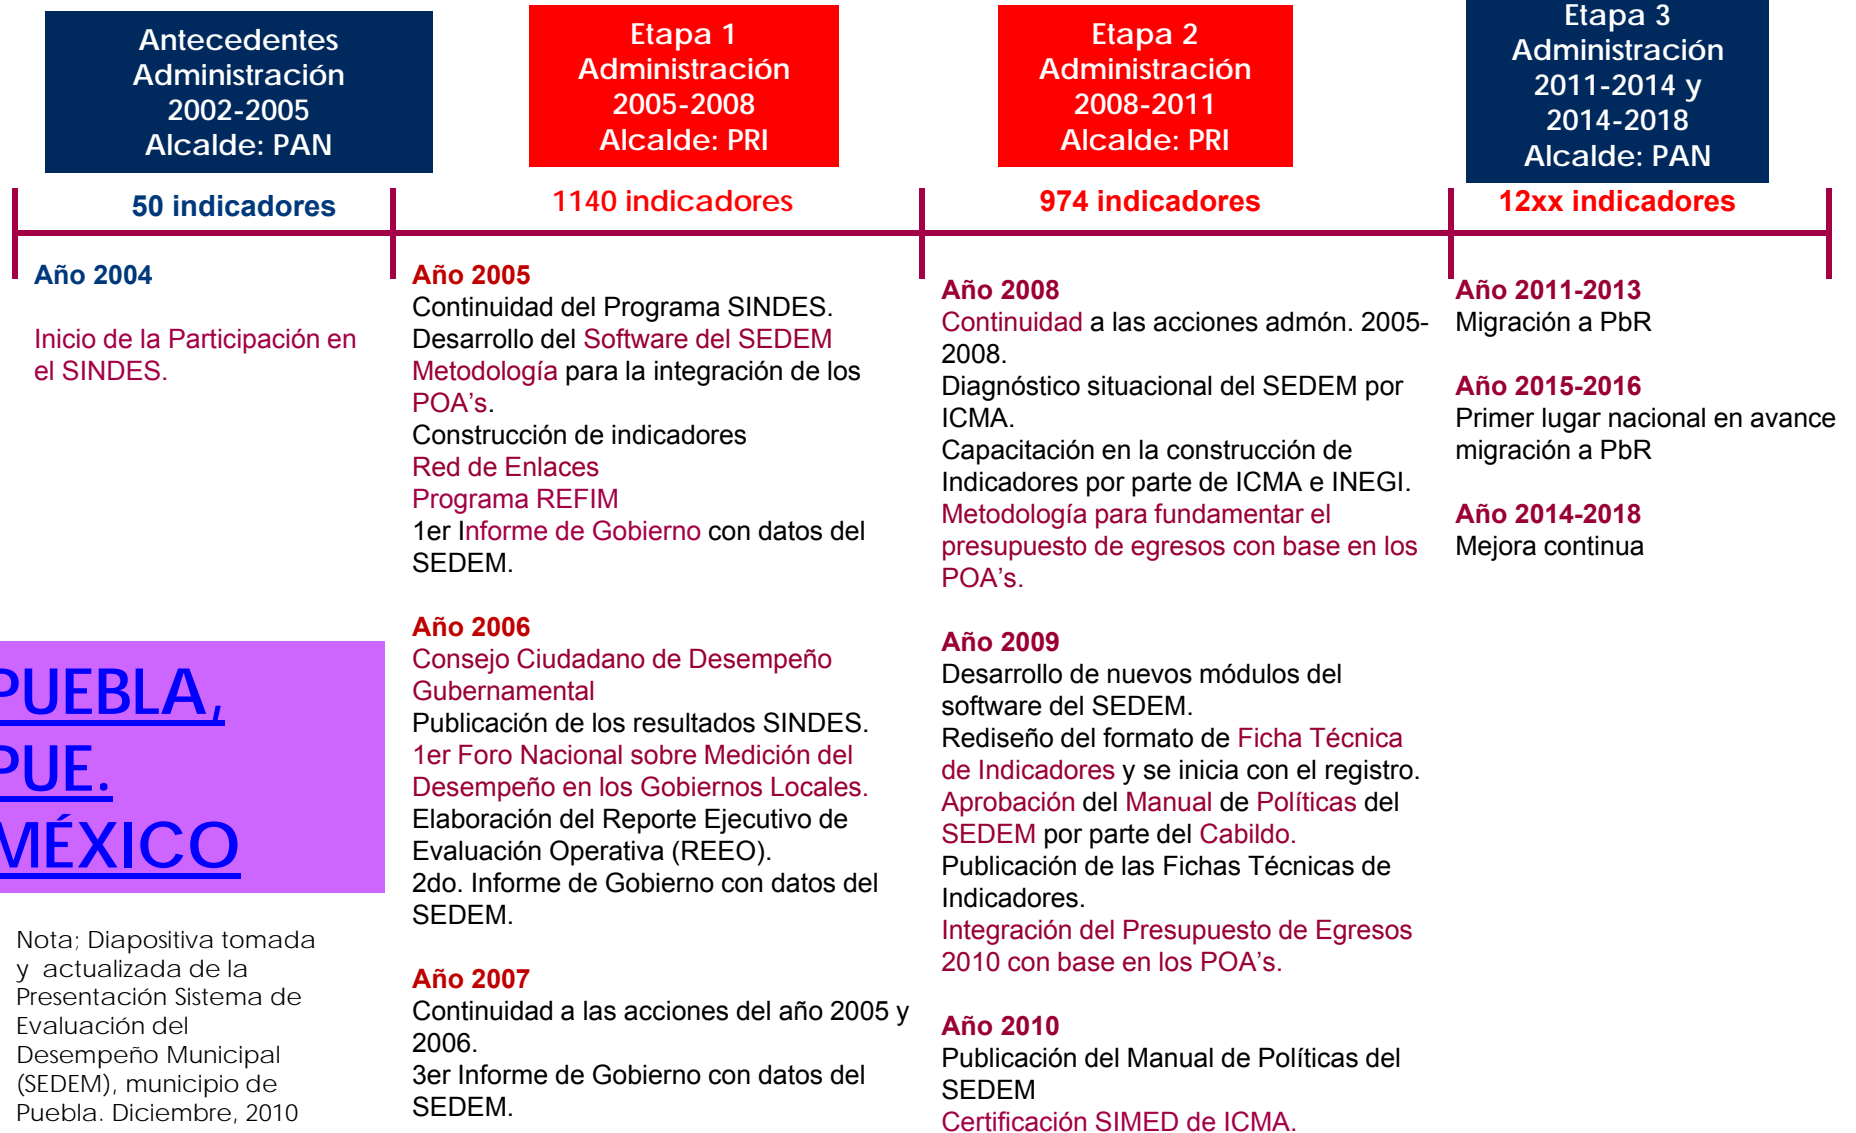 Antecedentes
Administración
2002-2005
Alcalde: PAN
50 indicadores
Año 2004
Inicio de la Participación en
el SINDES.
Etapa 1
Administración
2005-2008
Alcalde: PRI
1140 indicadores
Año 2005
Continuidad del Programa SINDES.
Desarrollo del Software del SEDEM
Metodología para la integración de los
POA's.
Construcción de indicadores
Red de Enlaces
Programa REFIM
1er Informe de Gobierno con datos del
SEDEM.
Año 2006
Consejo Ciudadano de Desempeño
Gubernamental
Publicación de los resultados SINDES.
1er Foro Nacional sobre Medición del
Desempeño en los Gobiernos Locales.
Elaboración del Reporte Ejecutivo de
Evaluación Operativa (REEO).
2do. Informe de Gobierno con datos del
SEDEM.
Año 2007
Continuidad a las acciones del año 2005 y
2006.
3er Informe de Gobierno con datos del
SEDEM.
Etapa 2
Administración
2008-2011
Alcalde: PRI
974 indicadores
Año 2008
Continuidad a las acciones admón. 2005-
2008.
Diagnóstico situacional del SEDEM por
ICMA.
Capacitación en la construcción de
Indicadores por parte de ICMA e INEGI.
Metodología para fundamentar el
presupuesto de egresos con base en los
POA's.
Año 2009
Desarrollo de nuevos módulos del
software del SEDEM.
Rediseño del formato de Ficha Técnica
de Indicadores y se inicia con el registro.
Aprobación del Manual de Políticas del
SEDEM por parte del Cabildo.
Publicación de las Fichas Técnicas de
Indicadores.
Integración del Presupuesto de Egresos
2010 con base en los POA's.
Año 2010
Publicación del Manual de Políticas del
SEDEM
Certificación SIMED de ICMA.
Etapa 3
Administración
2011-2014 y
2014-2018
Alcalde: PAN
12xx indicadores
Año 2011-2013
Migración a PbR
Año 2015-2016
Primer lugar nacional en avance
migración a PbR
Año 2014-2018
Mejora continua
PUEBLA,
PUE.
MÉXICO
Nota; Diapositiva tomada
y actualizada de la
Presentación Sistema de
Evaluación del
Desempeño Municipal
(SEDEM), municipio de
Puebla. Diciembre, 2010